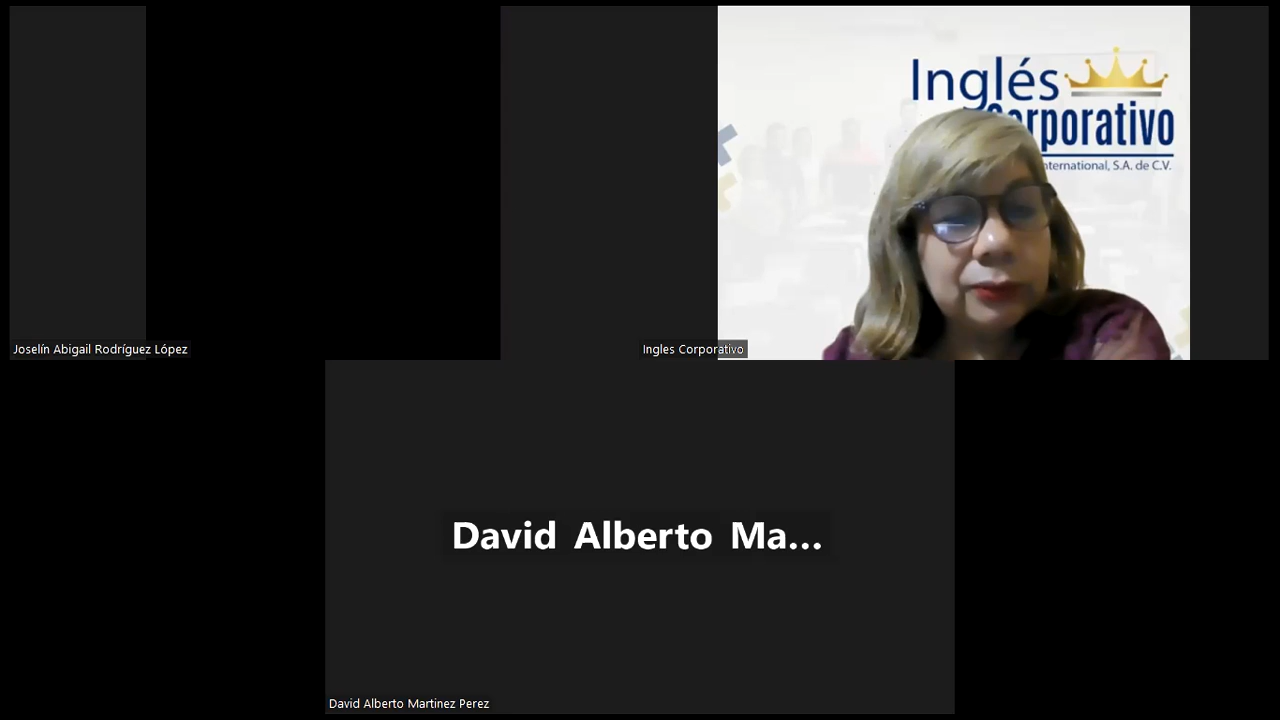 Inglés
Corporativo
International, S.A. de C.V.
Joselín Abigail Rodríguez López
Ingles Corporativo
David Alberto Ma...
David Alberto Martinez Perez